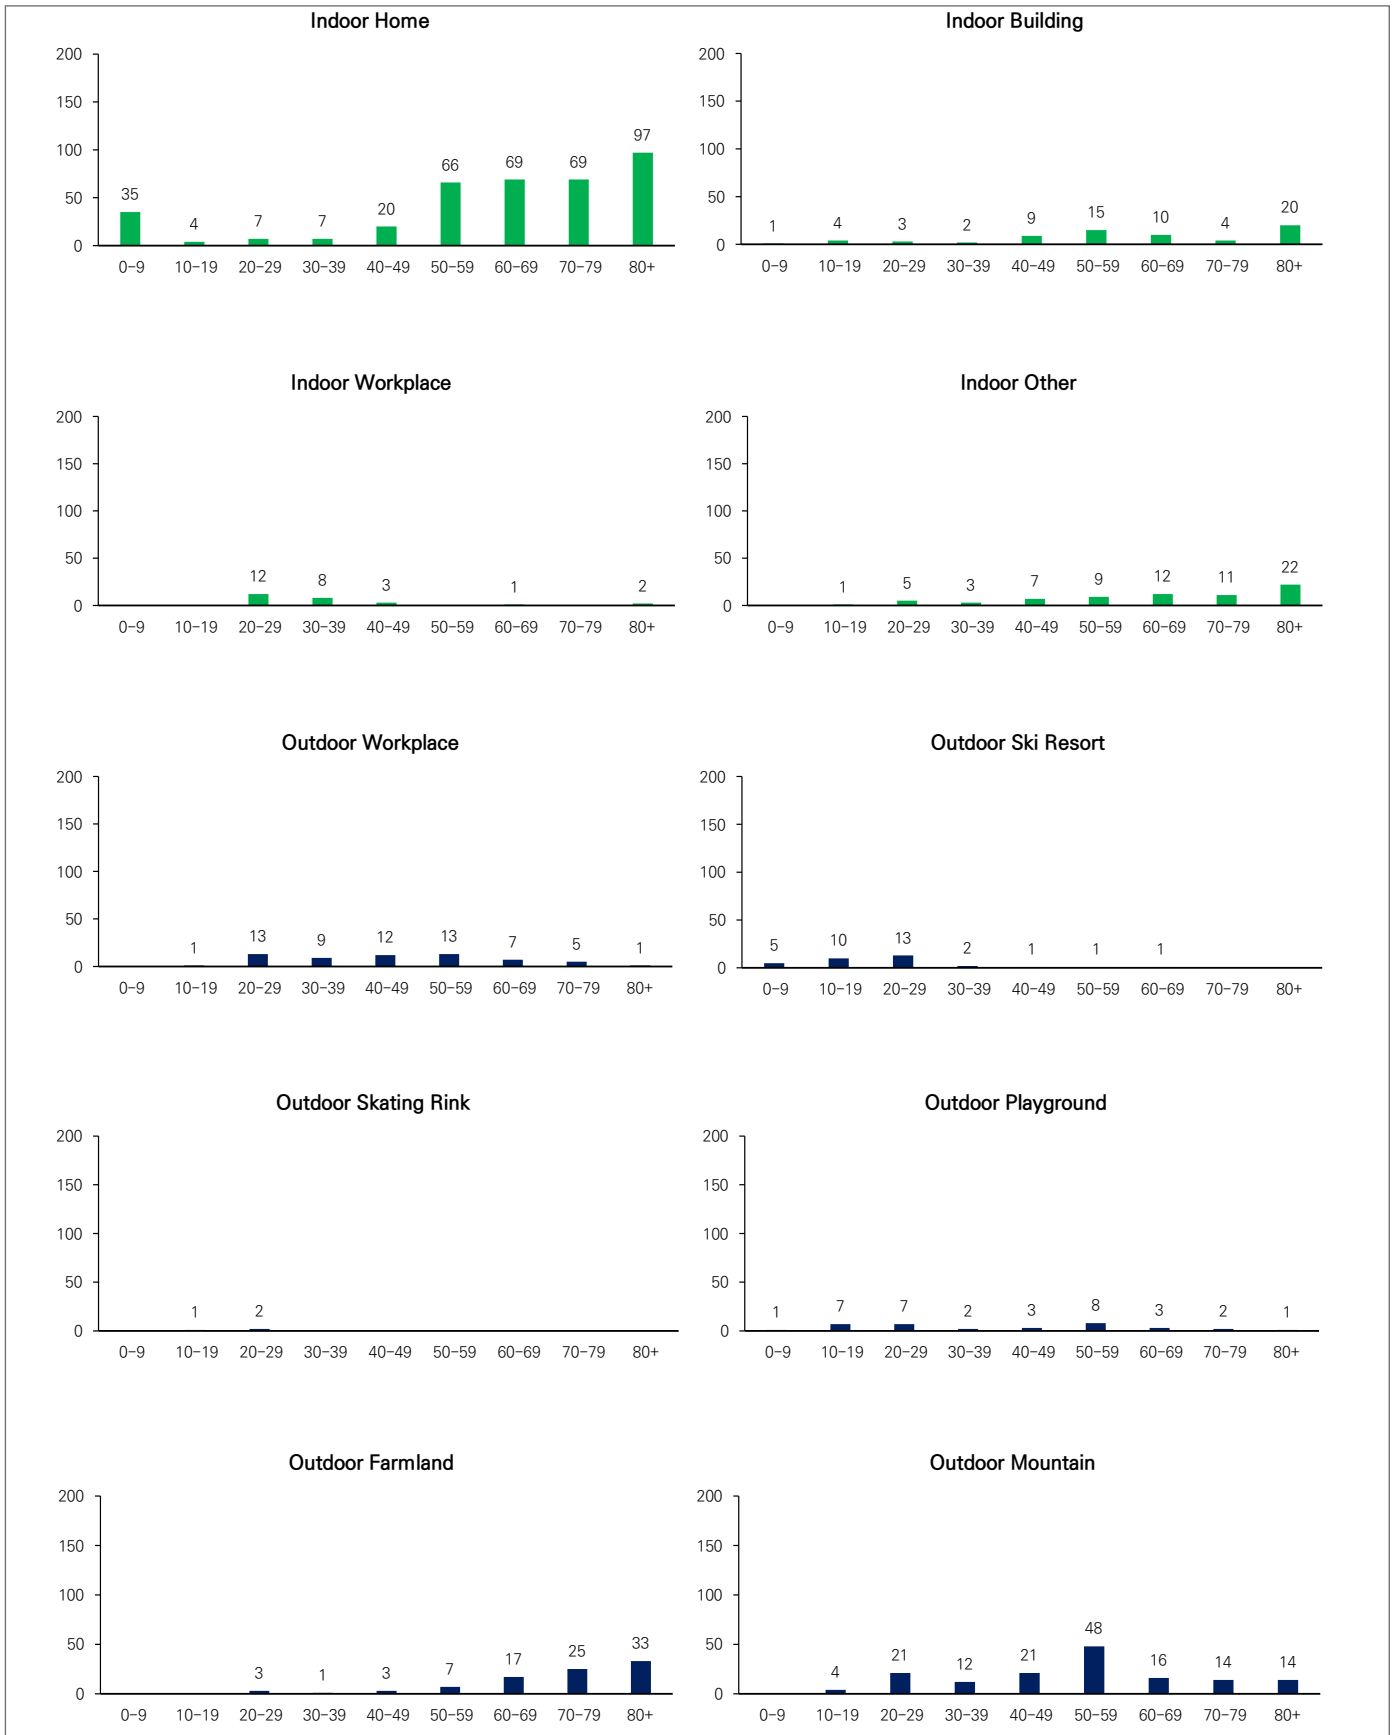 Indoor Home
200
150
100
50
0
35 4 7 7 20 66 69 69 97
0-9 10-19 20-29 30-39 40-49 50-59 60-69 70-79 80+
Indoor Building
200
150
100
50
0
1 4 3 2 9 15 10 4 20
0-9 10-19 20-29 30-39 40-49 50-59 60-69 70-79 80+
Indoor Workplace
200
150
100
50
0
12 8 3 1 2
0-9 10-19 20-29 30-39 40-49 50-59 60-69 70-79 80+
Indoor Other
200
150
100
50
0
1 5 3 7 9 12 11 22
0-9 10-19 20-29 30-39 40-49 50-59 60-69 70-79 80+
Outdoor Workplace
200
150
100
50
0
1 13 9 12 13 7 5 1
0-9 10-19 20-29 30-39 40-49 50-59 60-69 70-79 80+
Outdoor Ski Resort
200
150
100
50
0
5 10 13 2 1 1 1
0-9 10-19 20-29 30-39 40-49 50-59 60-69 70-79 80+
Outdoor Skating Rink
200
150
100
50
0
1 2
0-9 10-19 20-29 30-39 40-49 50-59 60-69 70-79 80+
Outdoor Playground
200
150
100
50
0
1 7 7 2 3 8 3 2 1
0-9 10-19 20-29 30-39 40-49 50-59 60-69 70-79 80+
Outdoor Farmland
200
150
100
50
0
3 1 3 7 17 25 33
0-9 10-19 20-29 30-39 40-49 50-59 60-69 70-79 80+
Outdoor Mountain
200
150
100
50
0
4 21 12 21 48 16 14 14
0-9 10-19 20-29 30-39 40-49 50-59 60-69 70-79 80+